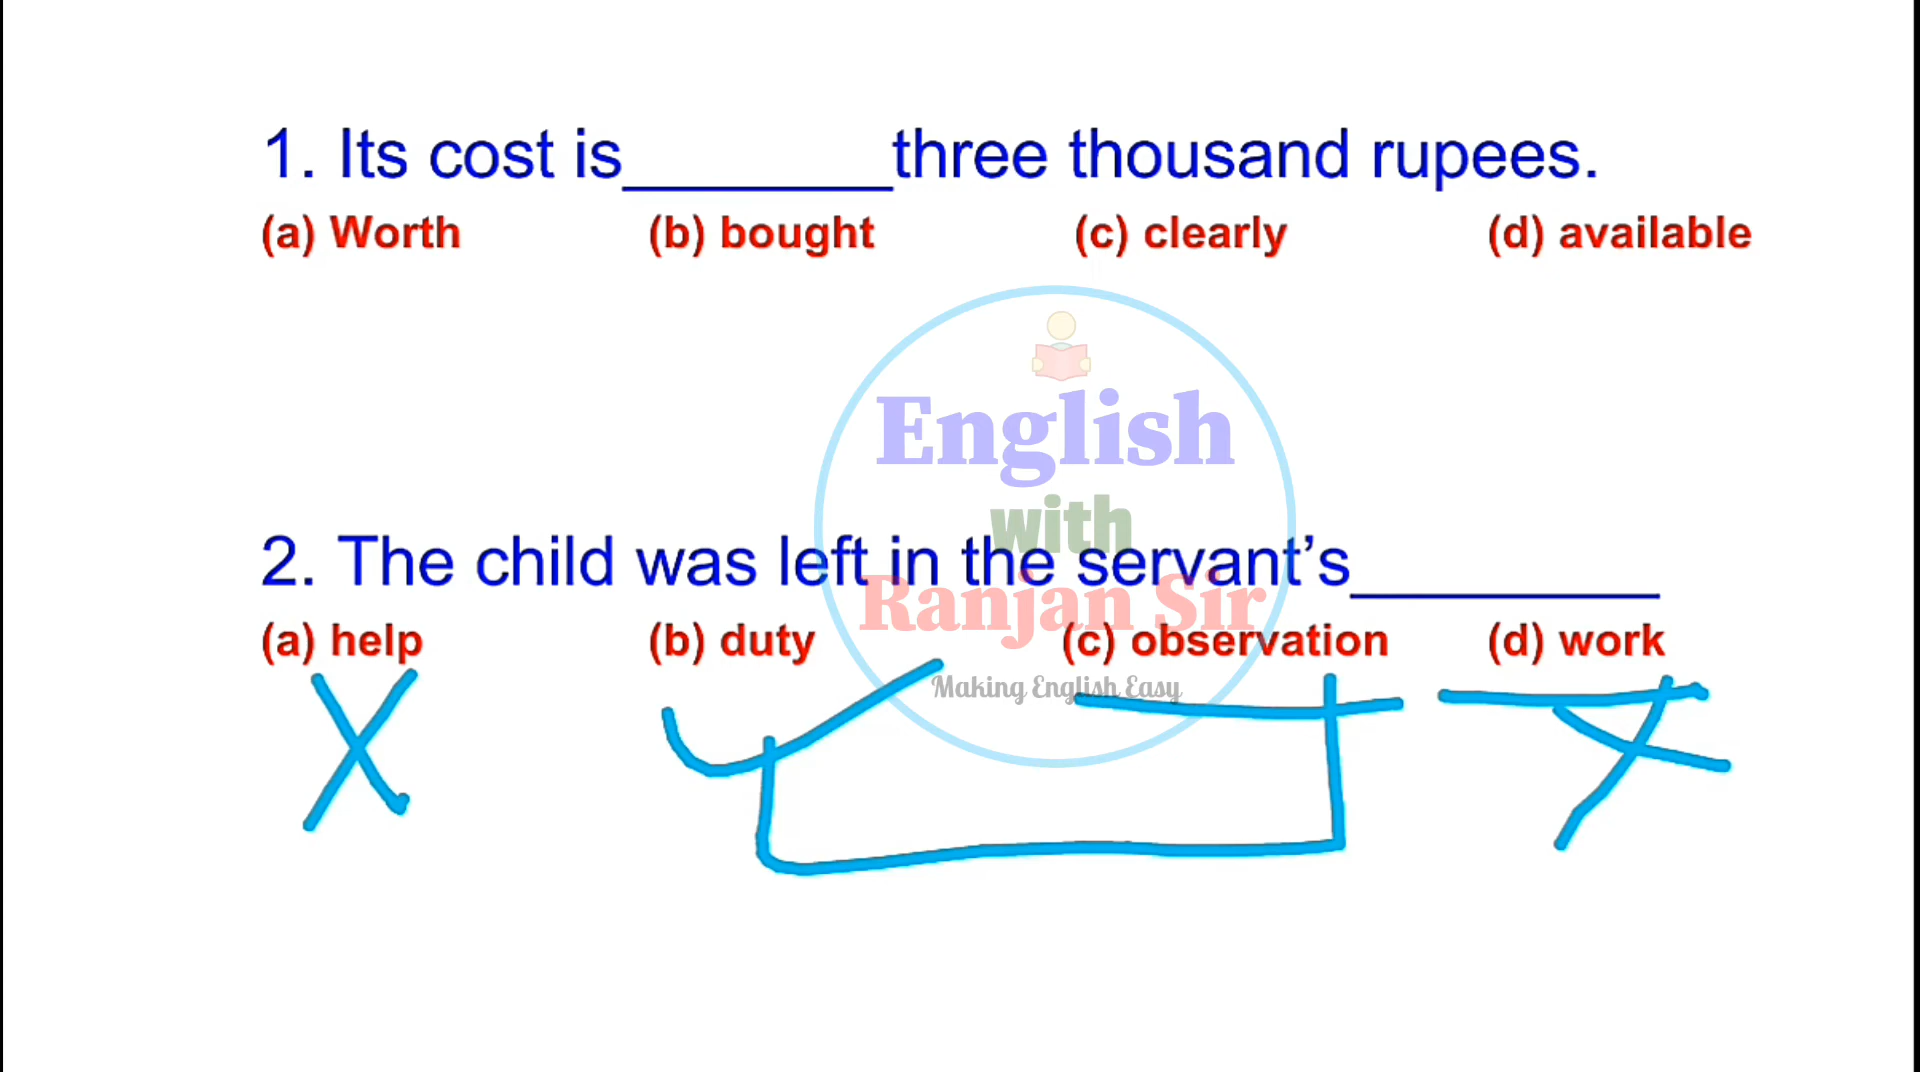 1. Its cost is_______three thousand rupees.
(a) Worth (b) bought (c) clearly (d) available
English
with
2. The child was left in the servant’s________
Ranjan Sir
(a) help (b) duty (c) observation (d) work
Making English Easy